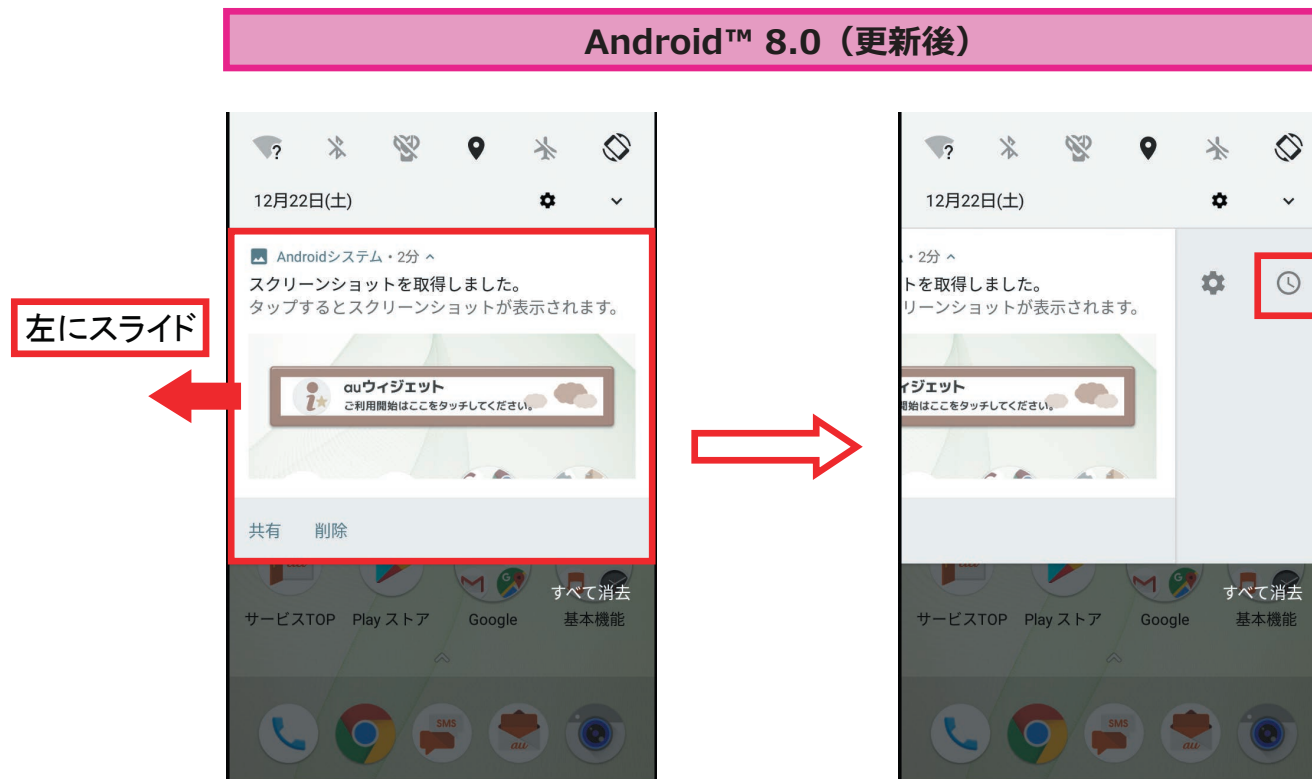 Android™ 8.0（更新後）
左にスライド
12月22日(土)
Androidシステム・2分
スクリーンショットを取得しました。
タップするとスクリーンショットが表示されます。
auウィジェット
ご利用開始はここをタッチしてください。
共有 削除
すべて消去
サービスTOP Play ストア Google 基本機能
SMS
au
12月22日(土)
・2分
トを取得しました。
リーンショットが表示されます。
ィジェット
開始はここをタッチしてください。
すべて消去
サービスTOP Play ストア Google 基本機能
SMS
au